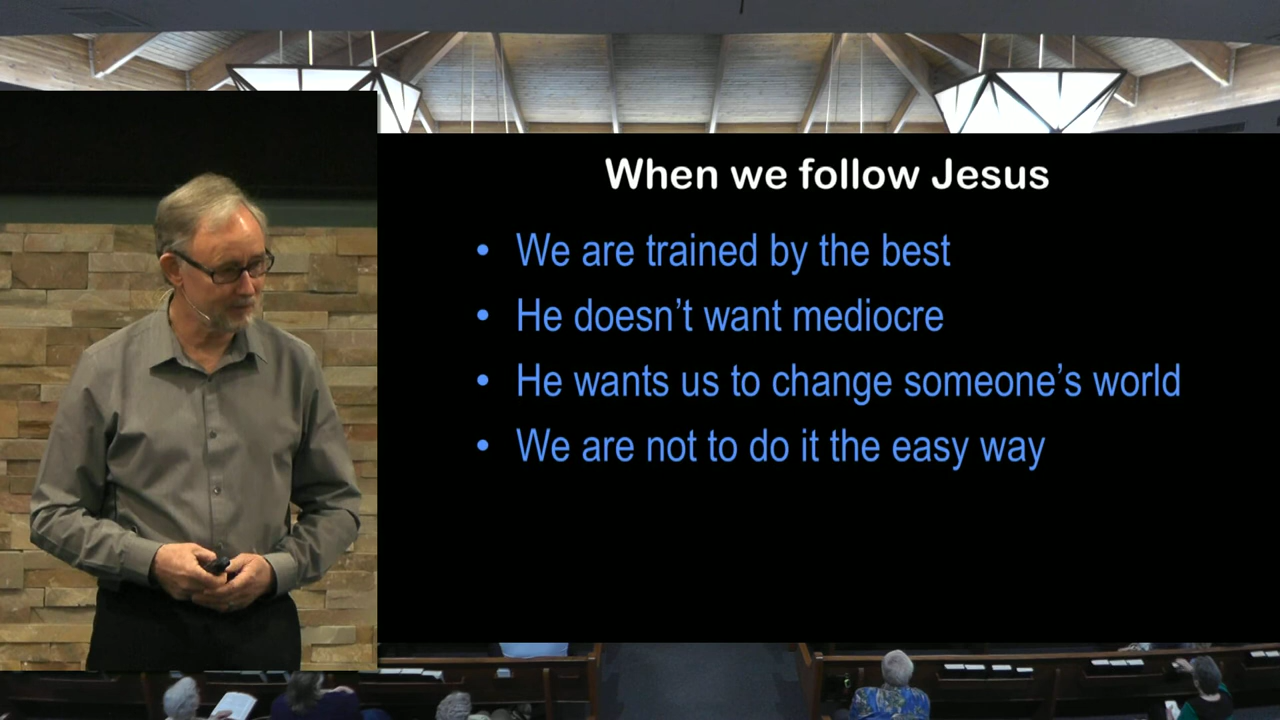 When we follow Jesus
• We are trained by the best
• He doesn’t want mediocre
• He wants us to change someone’s world
• We are not to do it the easy way